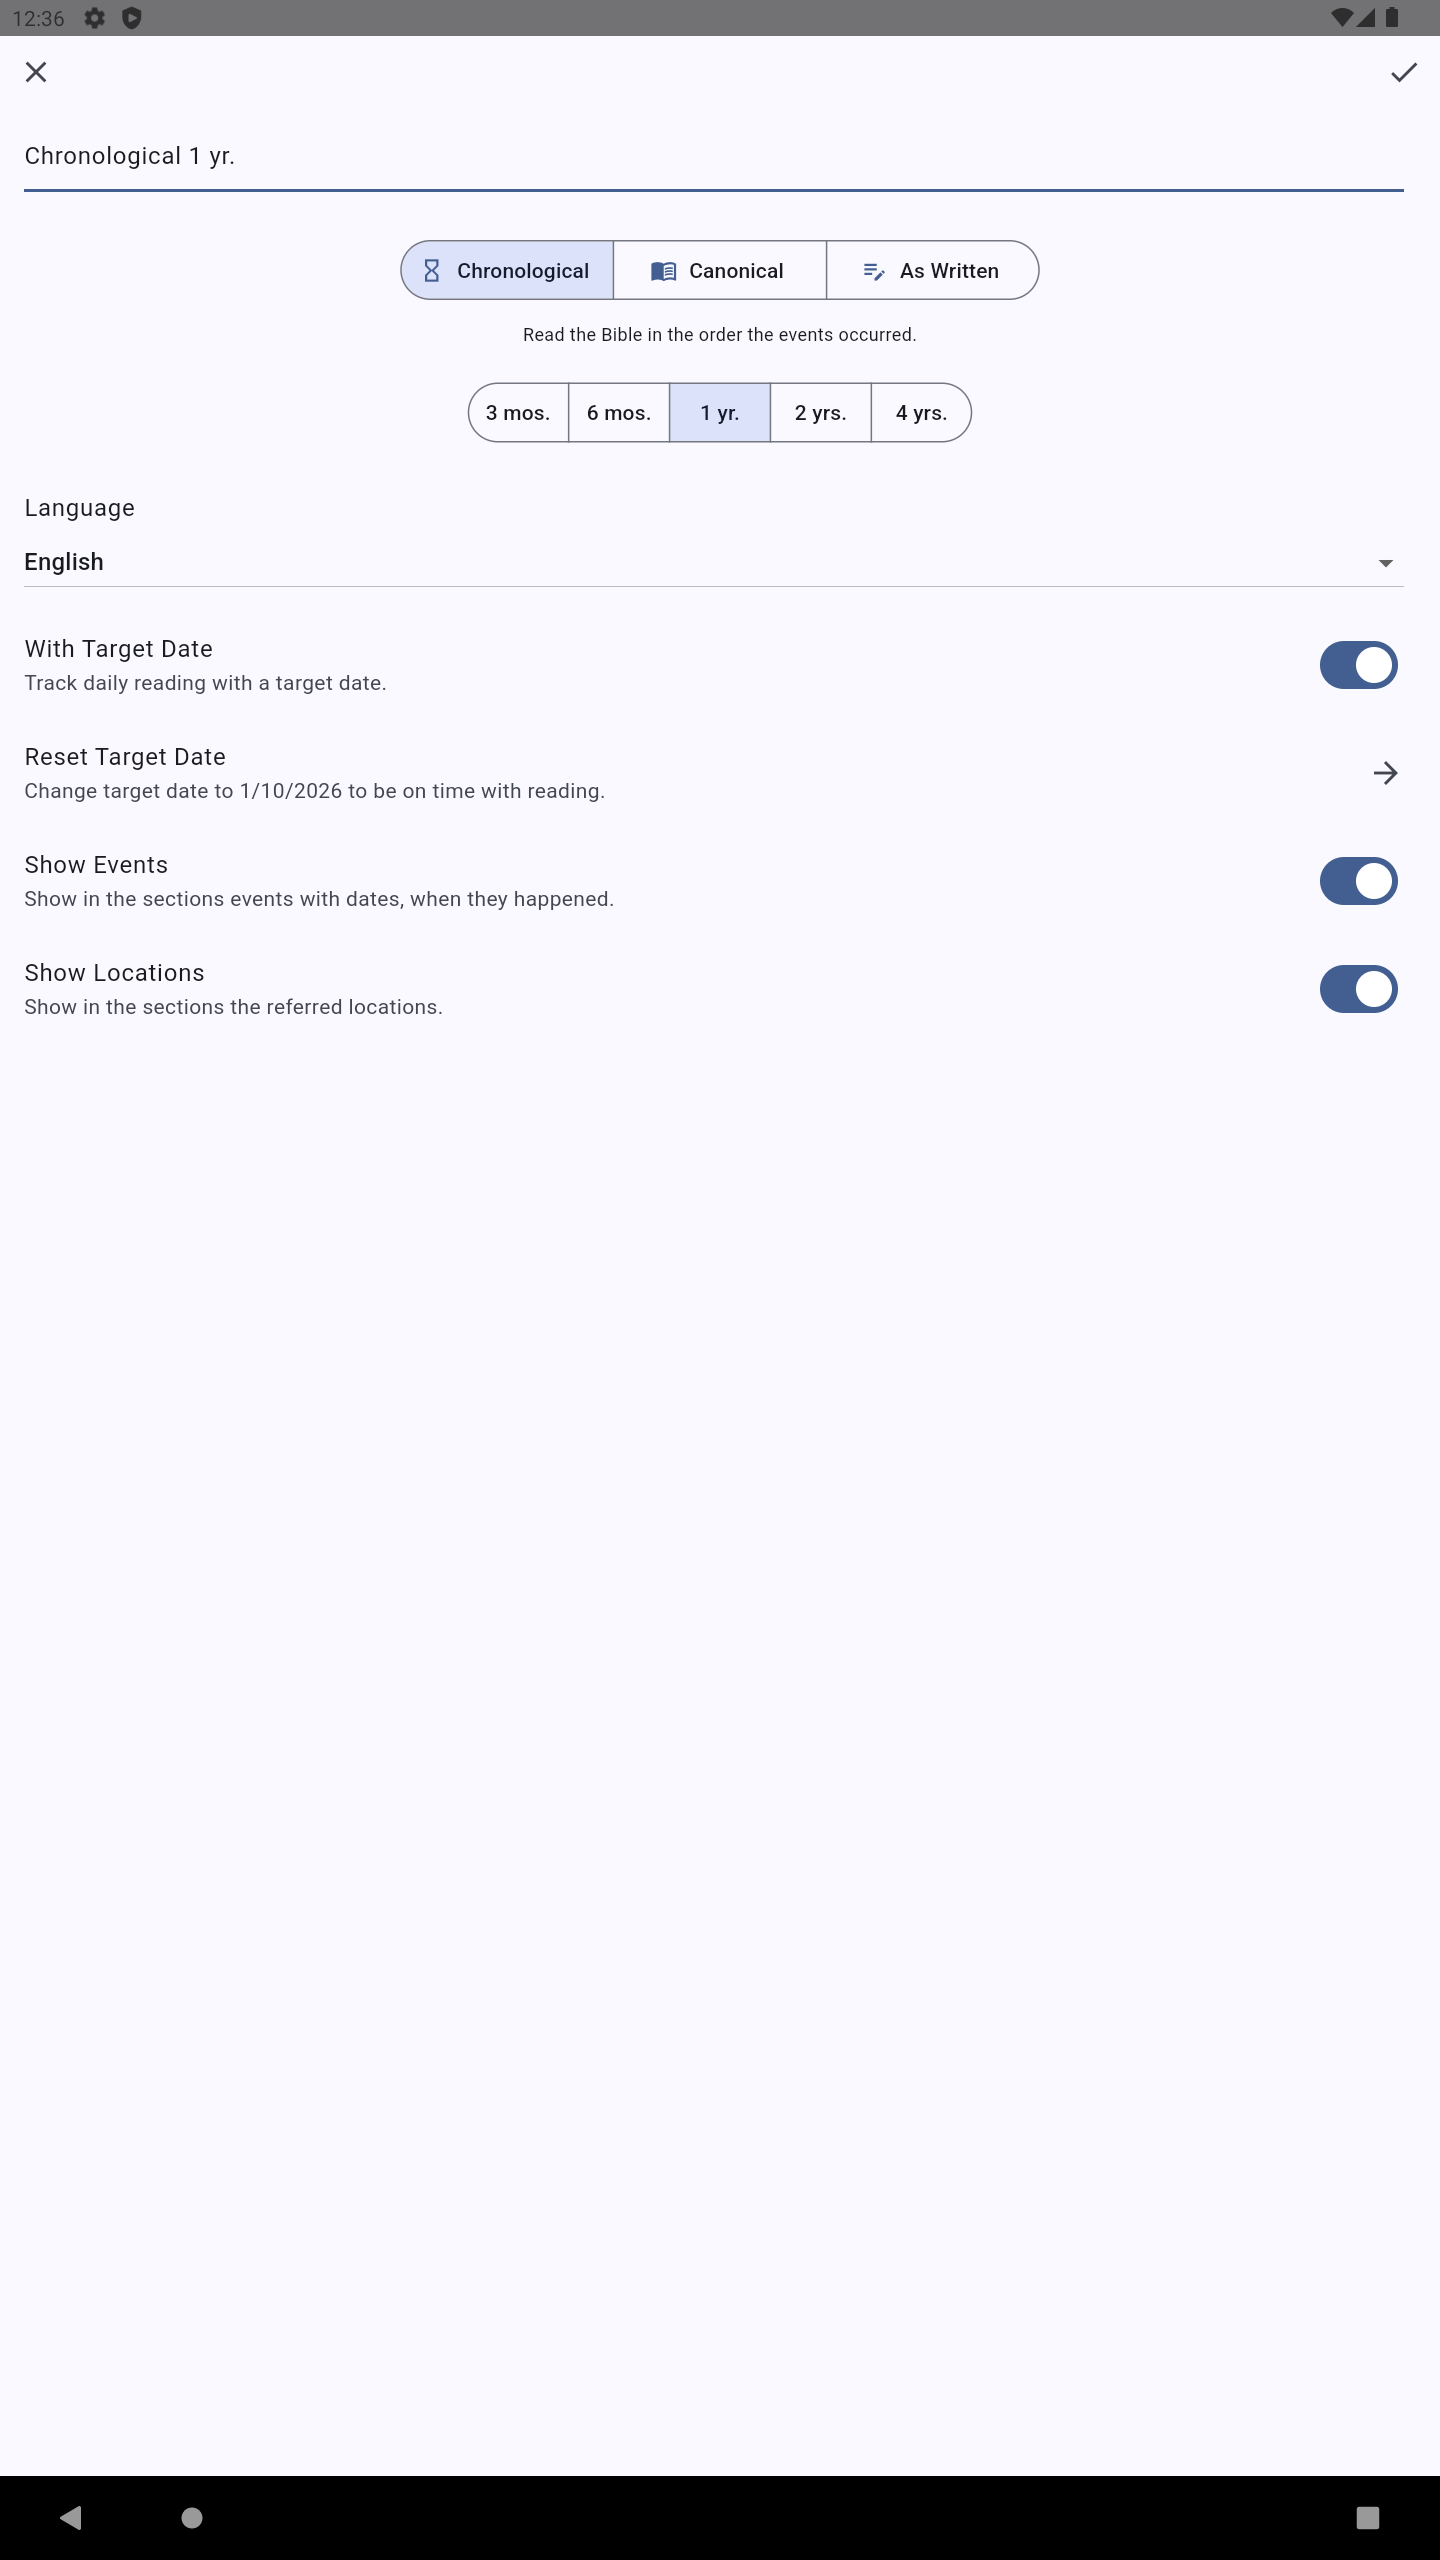 12:36
Chronological 1 yr.
Chronological Canonical As Written
Read the Bible in the order the events occurred.
3 mos. 6 mos. 1 yr. 2 yrs. 4 yrs.
Language
English
With Target Date
Track daily reading with a target date.
Reset Target Date
Change target date to 1/10/2026 to be on time with reading.
Show Events
Show in the sections events with dates, when they happened.
Show Locations
Show in the sections the referred locations.